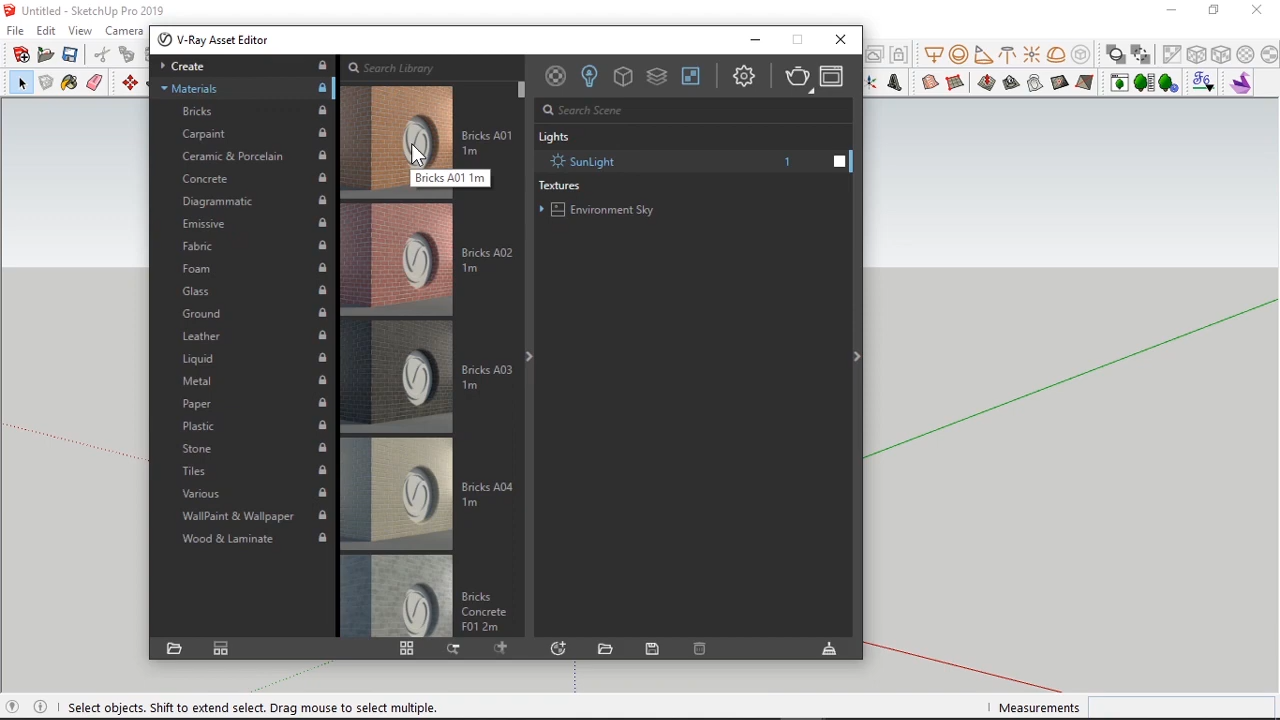 Untitled - SketchUp Pro 2019
File Edit View Camera
V-Ray Asset Editor
Create
Materials
Bricks
Carpaint
Ceramic & Porcelain
Concrete
Diagrammatic
Emissive
Fabric
Foam
Glass
Ground
Leather
Liquid
Metal
Paper
Plastic
Stone
Tiles
Various
WallPaint & Wallpaper
Wood & Laminate
Search Library
Bricks A01
1m
Bricks A01 1m
Bricks A02
1m
Bricks A03
1m
Bricks A04
1m
Bricks
Concrete
F01 2m
Search Scene
Lights
SunLight 1
Textures
Environment Sky
Select objects. Shift to extend select. Drag mouse to select multiple.
Measurements